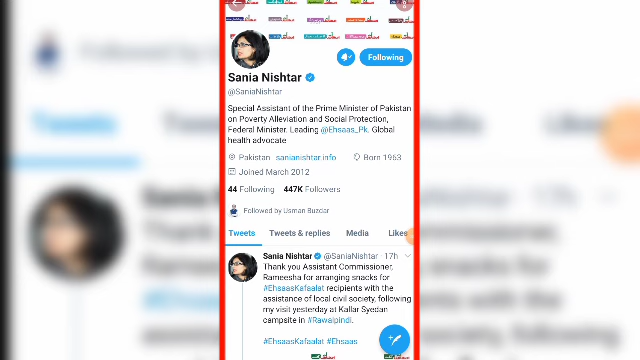 Following
Sania Nishtar
@SaniaNishtar
Special Assistant of the Prime Minister of Pakistan
on Poverty Alleviation and Social Protection,
Federal Minister. Leading @Ehsaas_Pk. Global
health advocate
Pakistan sanianishtar.info Born 1963
Joined March 2012
44 Following 447K Followers
Followed by Usman Buzdar
Tweets Tweets & replies Media Likes
Sania Nishtar @SaniaNishtar · 17h
Thank you Assistant Commissioner,
Rameesha for arranging snacks for
#EhsaasKafaalat recipients with the
assistance of local civil society, following
my visit yesterday at Kallar Syedan
campsite in #Rawalpindi.
#EhsaasKafaalat #Ehsaas